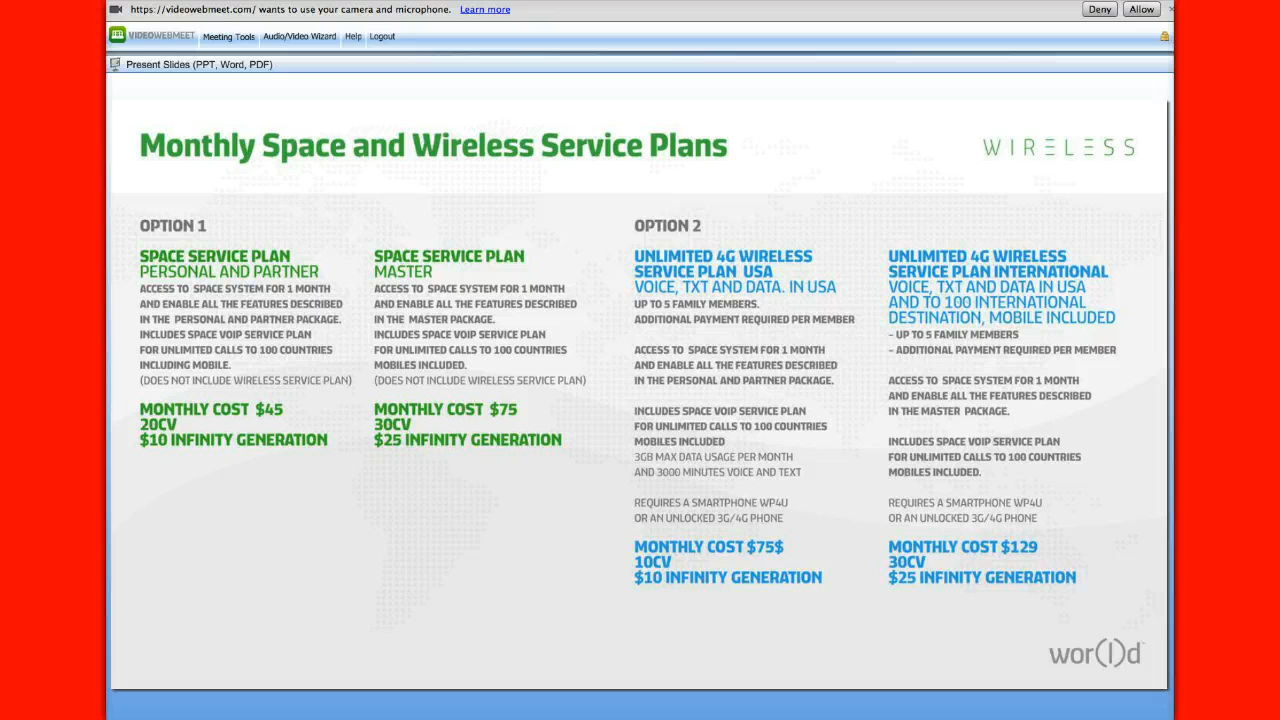 https://videowebmeet.com/ wants to use your camera and microphone. Learn more
Deny Allow
VIDEOWEBMEET Meeting Tools Audio/Video Wizard Help Logout
Present Slides (PPT, Word, PDF)
Monthly Space and Wireless Service Plans
WIRELESS
OPTION 1
SPACE SERVICE PLAN
PERSONAL AND PARTNER
ACCESS TO SPACE SYSTEM FOR 1 MONTH
AND ENABLE ALL THE FEATURES DESCRIBED
IN THE PERSONAL AND PARTNER PACKAGE.
INCLUDES SPACE VOIP SERVICE PLAN
FOR UNLIMITED CALLS TO 100 COUNTRIES
INCLUDING MOBILE.
(DOES NOT INCLUDE WIRELESS SERVICE PLAN)
MONTHLY COST $45
20CV
$10 INFINITY GENERATION
SPACE SERVICE PLAN
MASTER
ACCESS TO SPACE SYSTEM FOR 1 MONTH
AND ENABLE ALL THE FEATURES DESCRIBED
IN THE MASTER PACKAGE.
INCLUDES SPACE VOIP SERVICE PLAN
FOR UNLIMITED CALLS TO 100 COUNTRIES
MOBILES INCLUDED.
(DOES NOT INCLUDE WIRELESS SERVICE PLAN)
MONTHLY COST $75
30CV
$25 INFINITY GENERATION
OPTION 2
UNLIMITED 4G WIRELESS
SERVICE PLAN USA
VOICE, TXT AND DATA. IN USA
UP TO 5 FAMILY MEMBERS.
ADDITIONAL PAYMENT REQUIRED PER MEMBER
ACCESS TO SPACE SYSTEM FOR 1 MONTH
AND ENABLE ALL THE FEATURES DESCRIBED
IN THE PERSONAL AND PARTNER PACKAGE.
INCLUDES SPACE VOIP SERVICE PLAN
FOR UNLIMITED CALLS TO 100 COUNTRIES
MOBILES INCLUDED
3GB MAX DATA USAGE PER MONTH
AND 3000 MINUTES VOICE AND TEXT
REQUIRES A SMARTPHONE WP4U
OR AN UNLOCKED 3G/4G PHONE
MONTHLY COST $75$
10CV
$10 INFINITY GENERATION
UNLIMITED 4G WIRELESS
SERVICE PLAN INTERNATIONAL
VOICE, TXT AND DATA IN USA
AND TO 100 INTERNATIONAL
DESTINATION, MOBILE INCLUDED
– UP TO 5 FAMILY MEMBERS
– ADDITIONAL PAYMENT REQUIRED PER MEMBER
ACCESS TO SPACE SYSTEM FOR 1 MONTH
AND ENABLE ALL THE FEATURES DESCRIBED
IN THE MASTER PACKAGE.
INCLUDES SPACE VOIP SERVICE PLAN
FOR UNLIMITED CALLS TO 100 COUNTRIES
MOBILES INCLUDED.
REQUIRES A SMARTPHONE WP4U
OR AN UNLOCKED 3G/4G PHONE
MONTHLY COST $129
30CV
$25 INFINITY GENERATION
wor(l)d